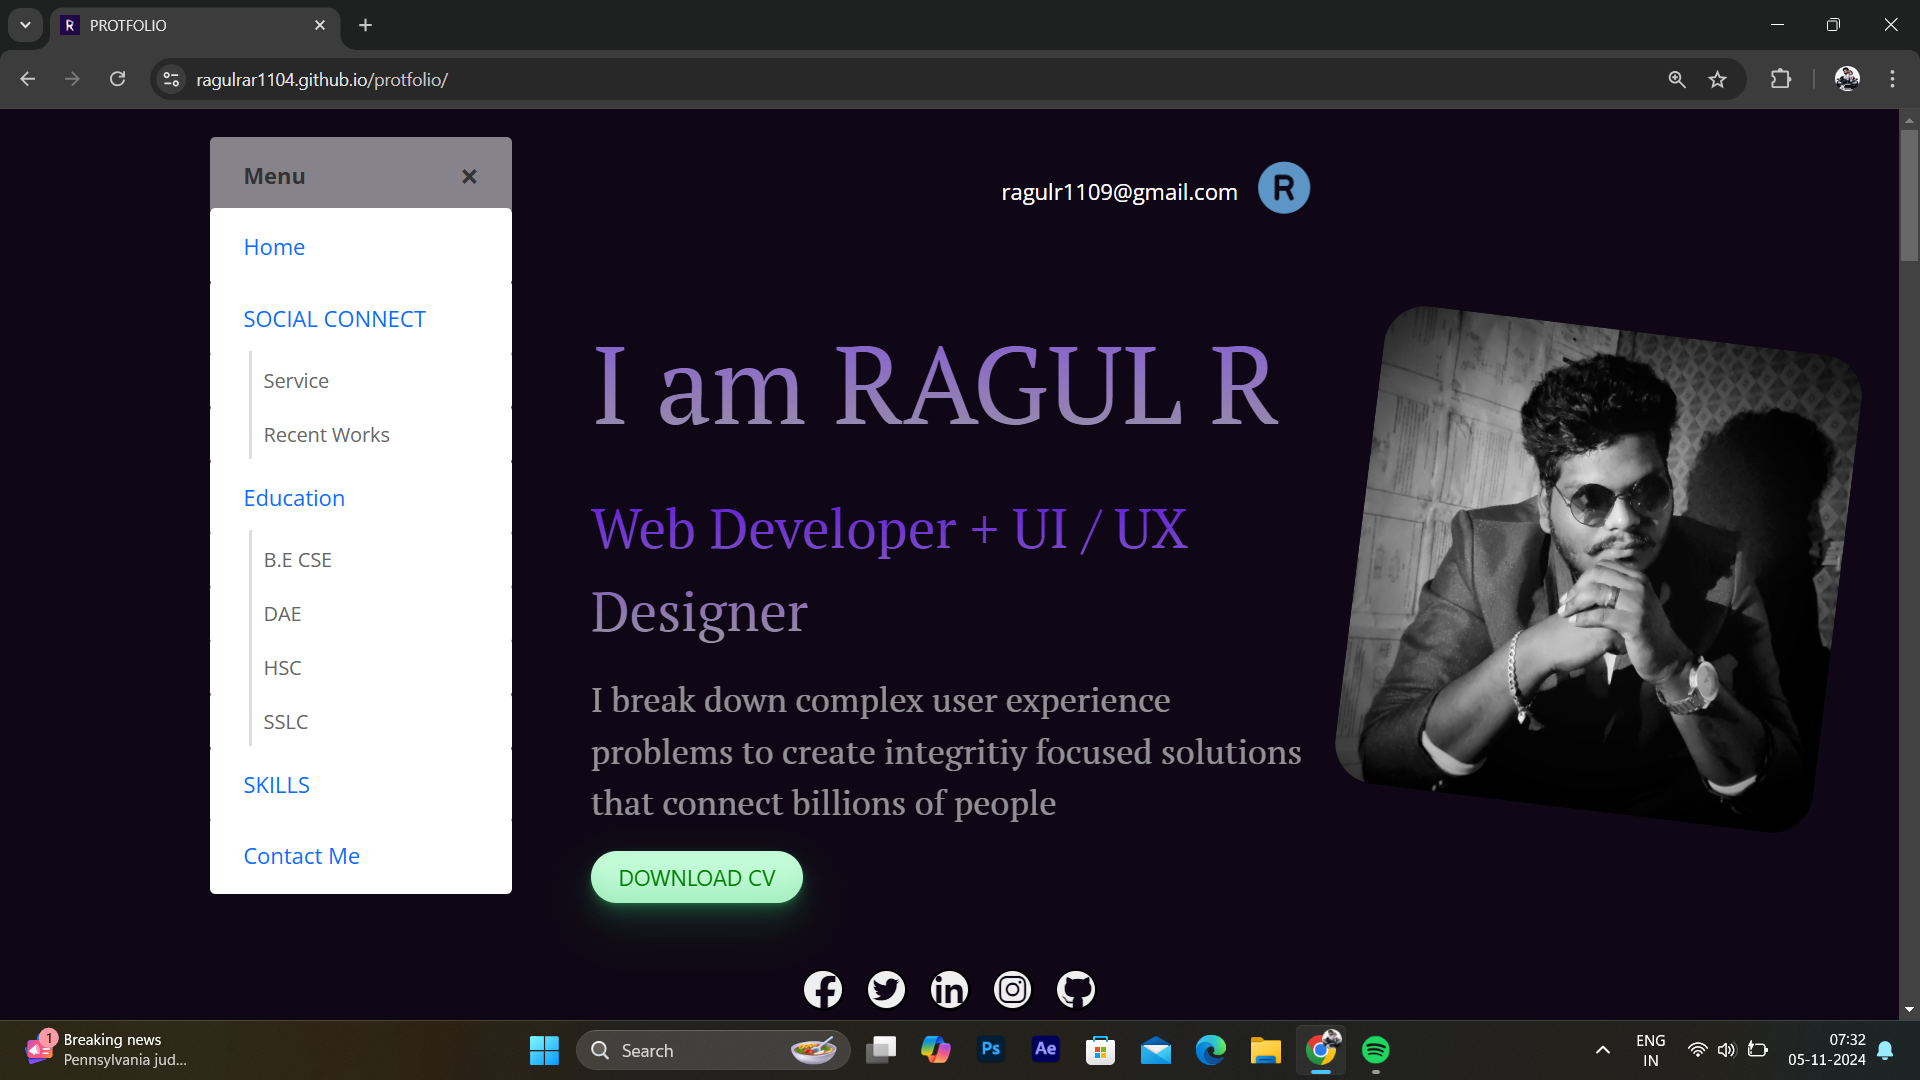 PROTFOLIO
ragulrar1104.github.io/protfolio/
Menu
Home
SOCIAL CONNECT
Service
Recent Works
Education
B.E CSE
DAE
HSC
SSLC
SKILLS
Contact Me
ragulr1109@gmail.com
R
I am RAGUL R
Web Developer + UI / UX
Designer
I break down complex user experience
problems to create integritiy focused solutions
that connect billions of people
DOWNLOAD CV
1
Breaking news
Pennsylvania jud...
Search
Ps
Ae
ENG
IN
07:32
05-11-2024